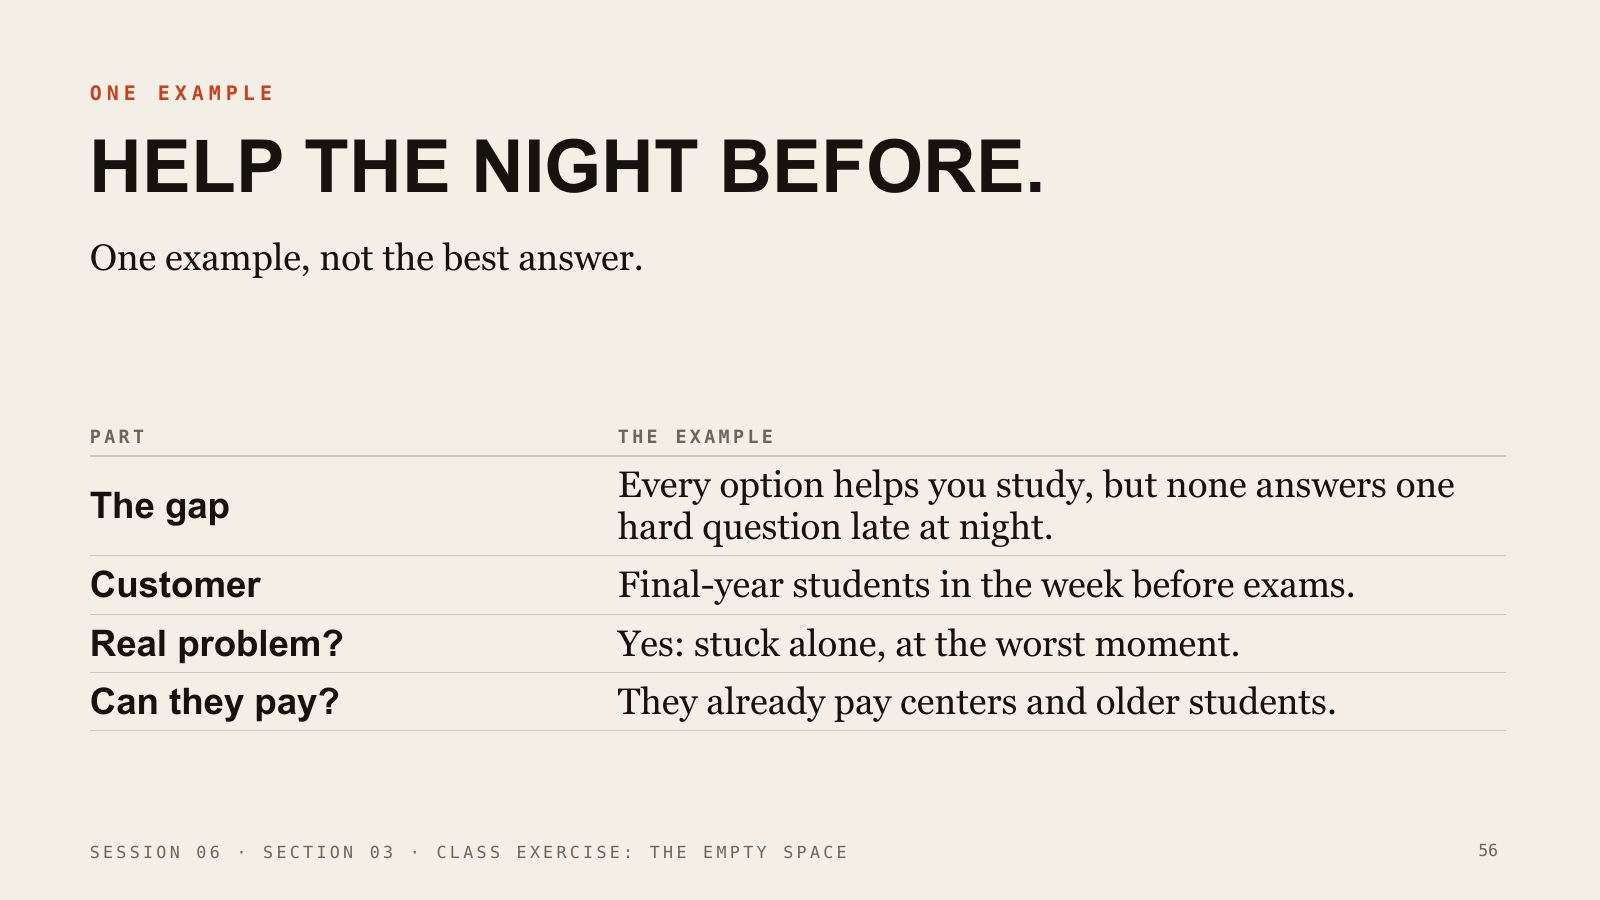 ONE EXAMPLE
HELP THE NIGHT BEFORE.
One example, not the best answer.
PART
THE EXAMPLE
The gap
Every option helps you study, but none answers one
hard question late at night.
Customer
Final-year students in the week before exams.
Real problem?
Yes: stuck alone, at the worst moment.
Can they pay?
They already pay centers and older students.
SESSION 06 · SECTION 03 · CLASS EXERCISE: THE EMPTY SPACE
56